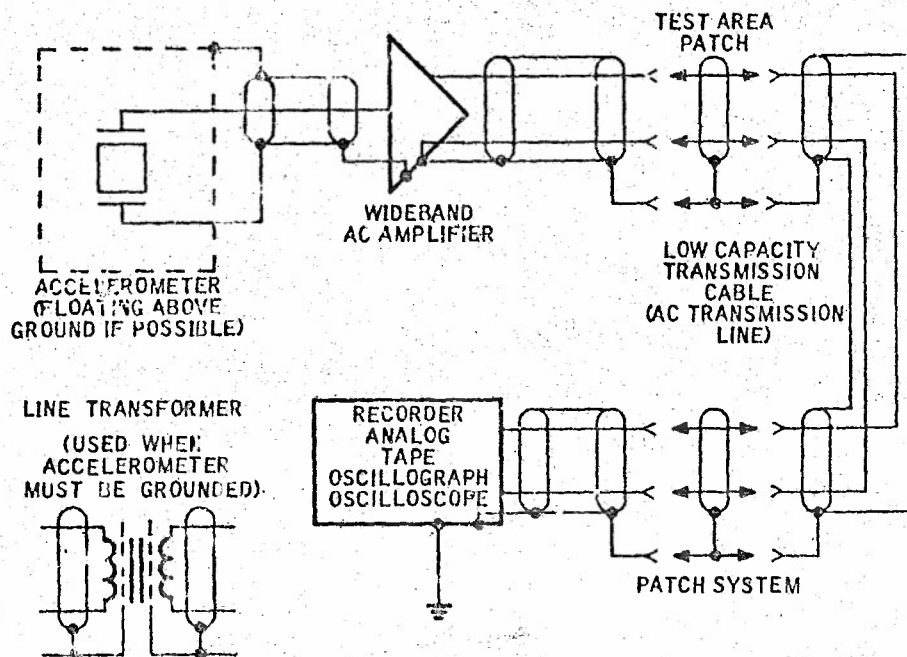 TEST AREA
PATCH
WIDEBAND
AC AMPLIFIER
ACCELEROMETER
(FLOATING ABOVE
GROUND IF POSSIBLE)
LOW CAPACITY
TRANSMISSION
CABLE
(AC TRANSMISSION
LINE)
LINE TRANSFORMER
(USED WHEN
ACCELEROMETER
MUST BE GROUNDED)
RECORDER
ANALOG
TAPE
OSCILLOGRAPH
OSCILLOSCOPE
PATCH SYSTEM